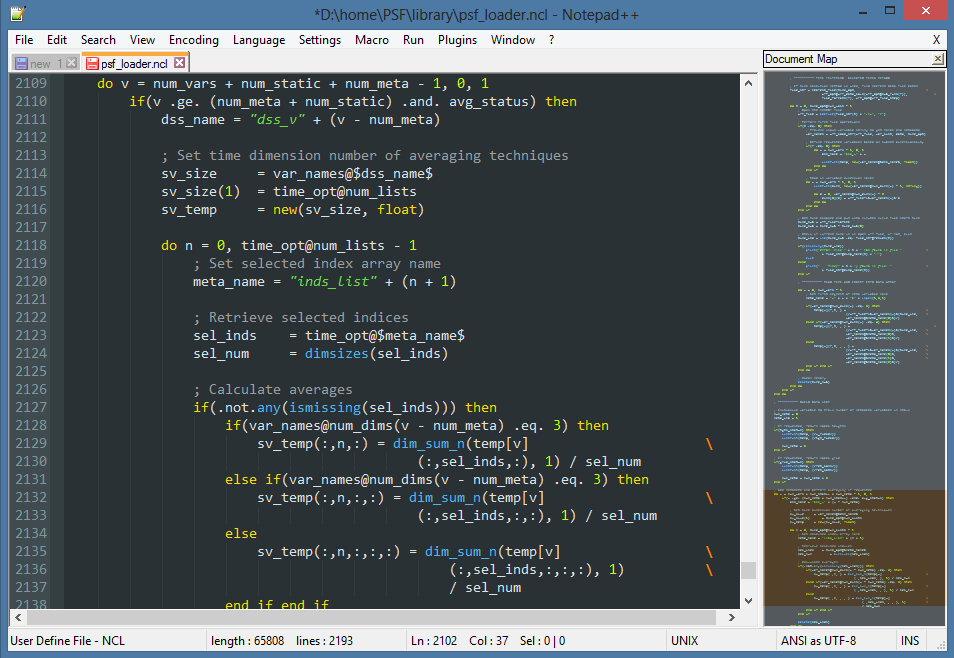 *D:\home\PSF\library\psf_loader.ncl - Notepad++
File Edit Search View Encoding Language Settings Macro Run Plugins Window ? X
new 1 psf_loader.ncl
Document Map
2109 do v = num_vars + num_static + num_meta - 1, 0, 1
2110 if(v .ge. (num_meta + num_static) .and. avg_status) then
2111 dss_name = "dss_v" + (v - num_meta)
2112
2113 ; Set time dimension number of averaging techniques
2114 sv_size = var_names@$dss_name$
2115 sv_size(1) = time_opt@num_lists
2116 sv_temp = new(sv_size, float)
2117
2118 do n = 0, time_opt@num_lists - 1
2119 ; Set selected index array name
2120 meta_name = "inds_list" + (n + 1)
2121
2122 ; Retrieve selected indices
2123 sel_inds = time_opt@$meta_name$
2124 sel_num = dimsizes(sel_inds)
2125
2126 ; Calculate averages
2127 if(.not.any(ismissing(sel_inds))) then
2128 if(var_names@num_dims(v - num_meta) .eq. 3) then
2129 sv_temp(:,n,:) = dim_sum_n(temp[v] \
2130 (:,sel_inds,:), 1) / sel_num
2131 else if(var_names@num_dims(v - num_meta) .eq. 3) then
2132 sv_temp(:,n,:,:) = dim_sum_n(temp[v] \
2133 (:,sel_inds,:,:), 1) / sel_num
2134 else
2135 sv_temp(:,n,:,:,:) = dim_sum_n(temp[v] \
2136 (:,sel_inds,:,:,:), 1) \
2137 / sel_num
2138 end if end if
User Define File - NCL length : 65808 lines : 2193 Ln : 2102 Col : 37 Sel : 0 | 0 UNIX ANSI as UTF-8 INS